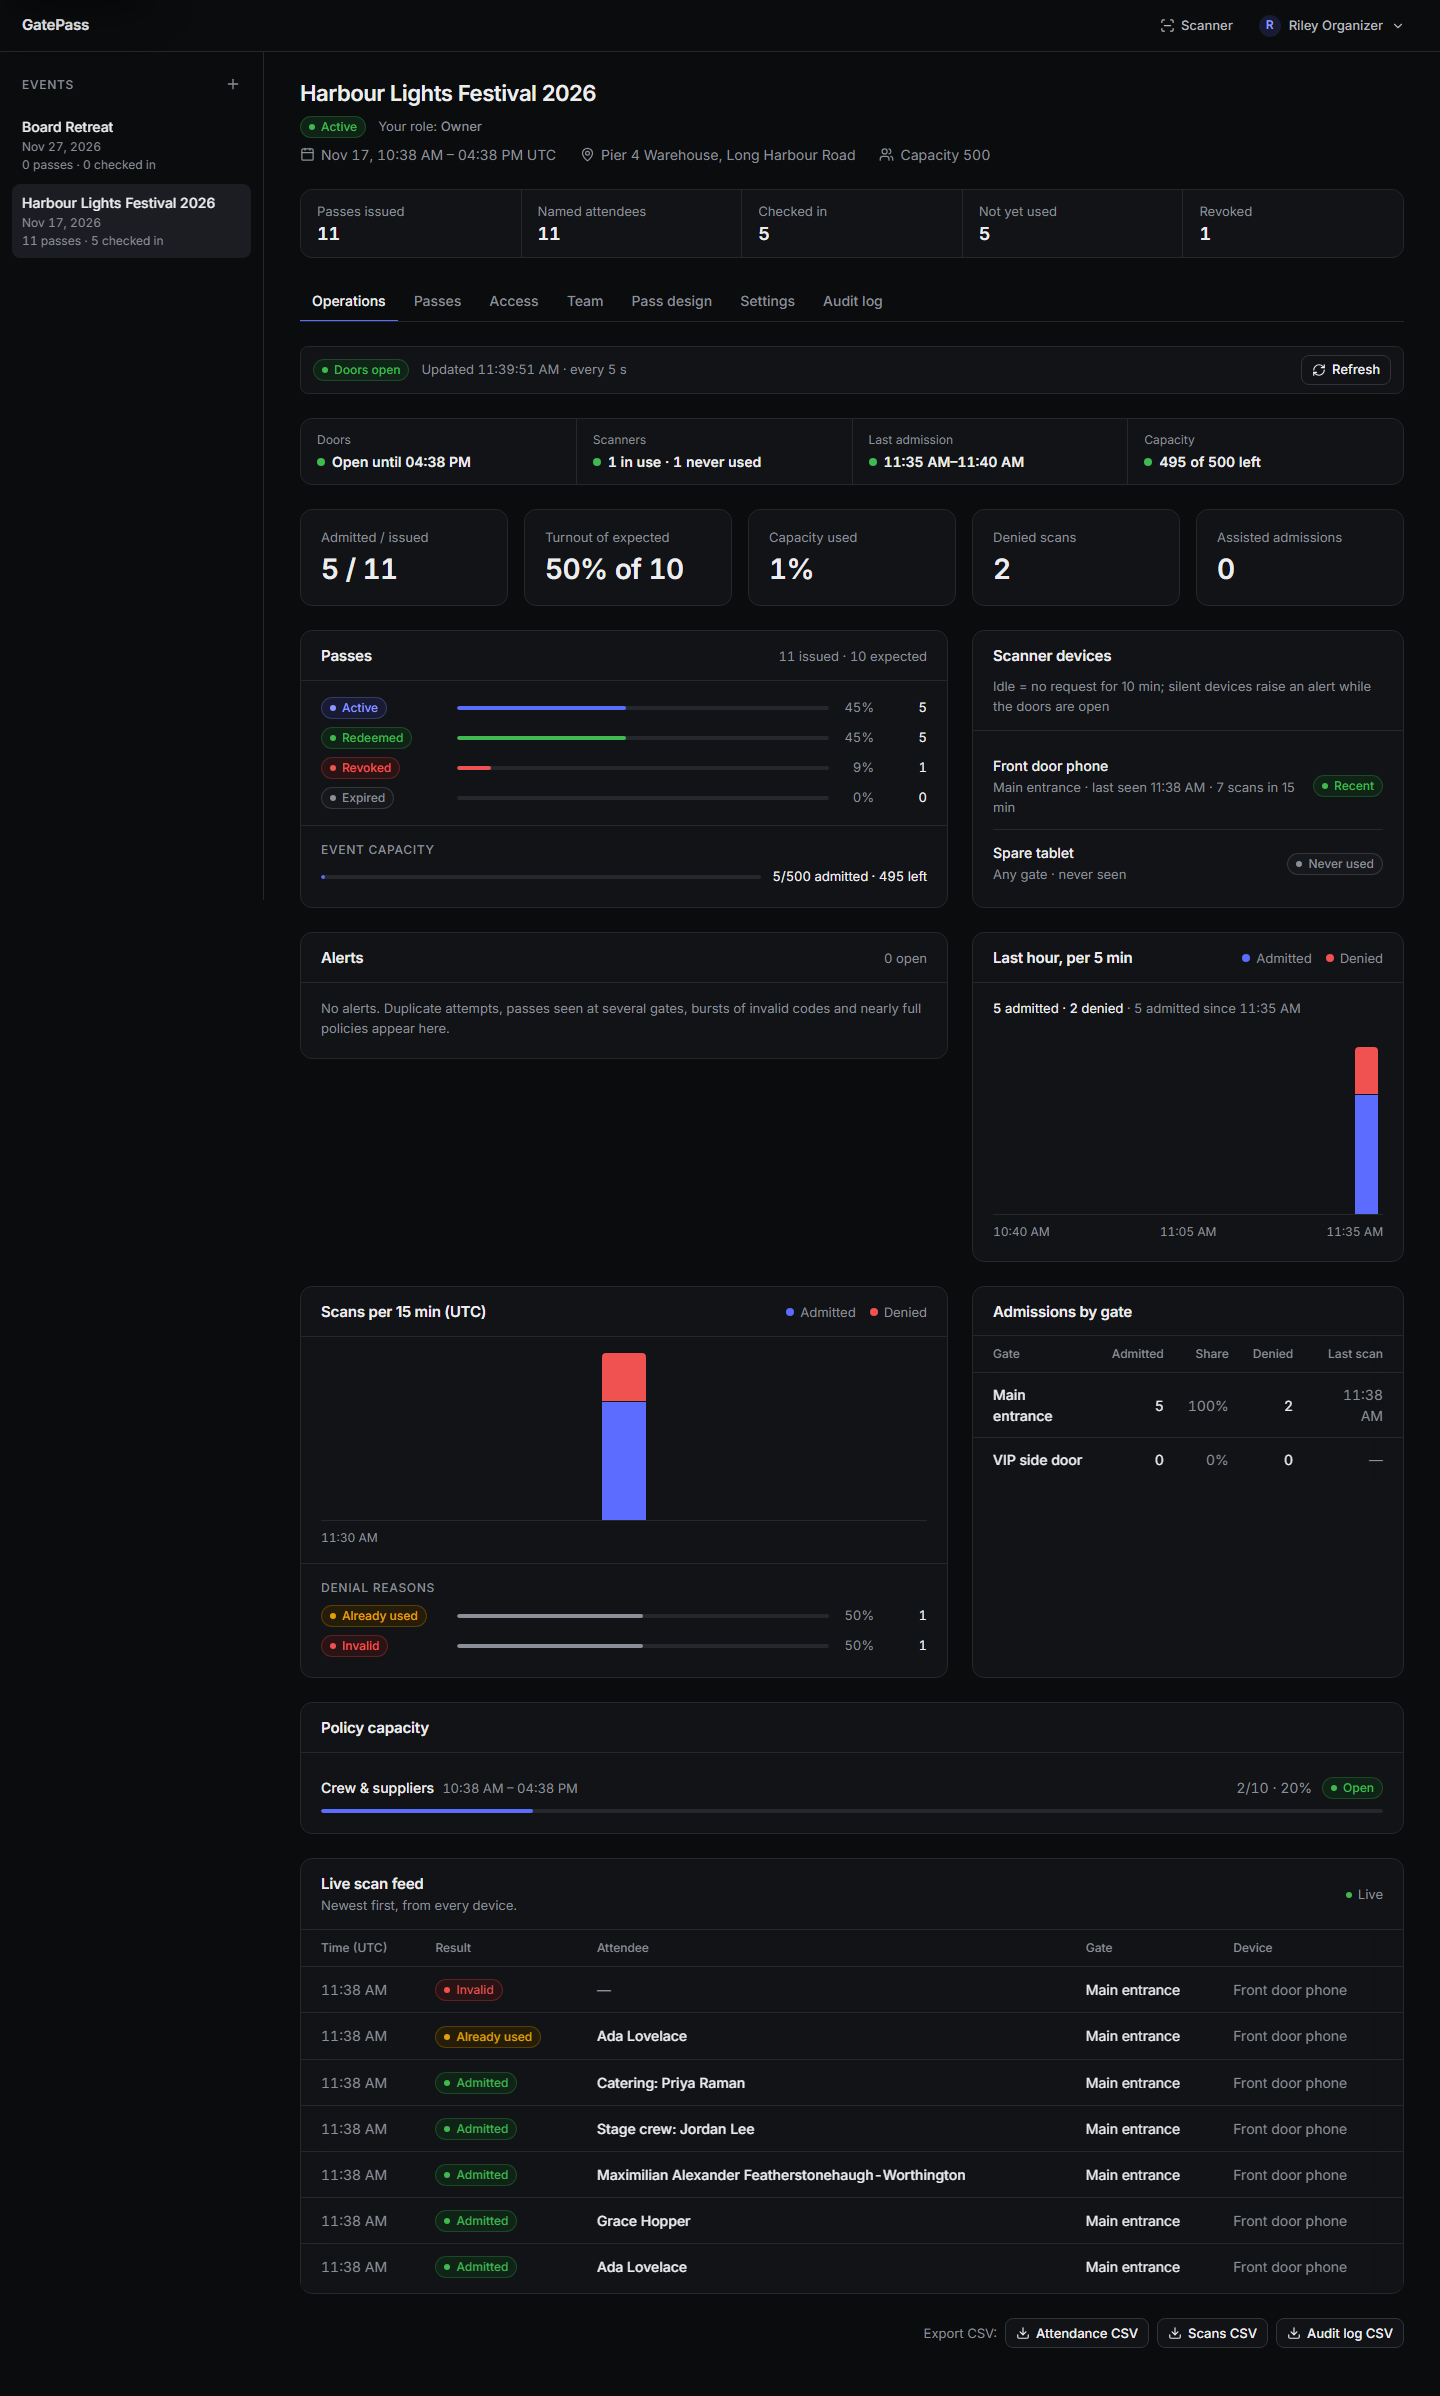 GatePass
Scanner
R
Riley Organizer
EVENTS
Board Retreat
Nov 27, 2026
0 passes · 0 checked in
Harbour Lights Festival 2026
Nov 17, 2026
11 passes · 5 checked in
Harbour Lights Festival 2026
Active
Your role: Owner
Nov 17, 10:38 AM – 04:38 PM UTC
Pier 4 Warehouse, Long Harbour Road
Capacity 500
Passes issued
11
Named attendees
11
Checked in
5
Not yet used
5
Revoked
1
Operations
Passes
Access
Team
Pass design
Settings
Audit log
Doors open
Updated 11:39:51 AM · every 5 s
Refresh
Doors
Open until 04:38 PM
Scanners
1 in use · 1 never used
Last admission
11:35 AM–11:40 AM
Capacity
495 of 500 left
Admitted / issued
5 / 11
Turnout of expected
50% of 10
Capacity used
1%
Denied scans
2
Assisted admissions
0
Passes
11 issued · 10 expected
Active 45% 5
Redeemed 45% 5
Revoked 9% 1
Expired 0% 0
EVENT CAPACITY
5/500 admitted · 495 left
Scanner devices
Idle = no request for 10 min; silent devices raise an alert while
the doors are open
Front door phone
Main entrance · last seen 11:38 AM · 7 scans in 15
min
Recent
Spare tablet
Any gate · never seen
Never used
Alerts
0 open
No alerts. Duplicate attempts, passes seen at several gates, bursts of invalid codes and nearly full
policies appear here.
Last hour, per 5 min
Admitted
Denied
5 admitted · 2 denied · 5 admitted since 11:35 AM
10:40 AM 11:05 AM 11:35 AM
Scans per 15 min (UTC)
Admitted
Denied
11:30 AM
DENIAL REASONS
Already used 50% 1
Invalid 50% 1
Admissions by gate
Gate Admitted Share Denied Last scan
Main
entrance
5 100% 2
11:38
AM
VIP side door 0 0% 0 —
Policy capacity
Crew & suppliers 10:38 AM – 04:38 PM
2/10 · 20%
Open
Live scan feed
Newest first, from every device.
Live
Time (UTC) Result Attendee Gate Device
11:38 AM Invalid — Main entrance Front door phone
11:38 AM Already used Ada Lovelace Main entrance Front door phone
11:38 AM Admitted Catering: Priya Raman Main entrance Front door phone
11:38 AM Admitted Stage crew: Jordan Lee Main entrance Front door phone
11:38 AM Admitted Maximilian Alexander Featherstonehaugh-Worthington Main entrance Front door phone
11:38 AM Admitted Grace Hopper Main entrance Front door phone
11:38 AM Admitted Ada Lovelace Main entrance Front door phone
Export CSV:
Attendance CSV
Scans CSV
Audit log CSV